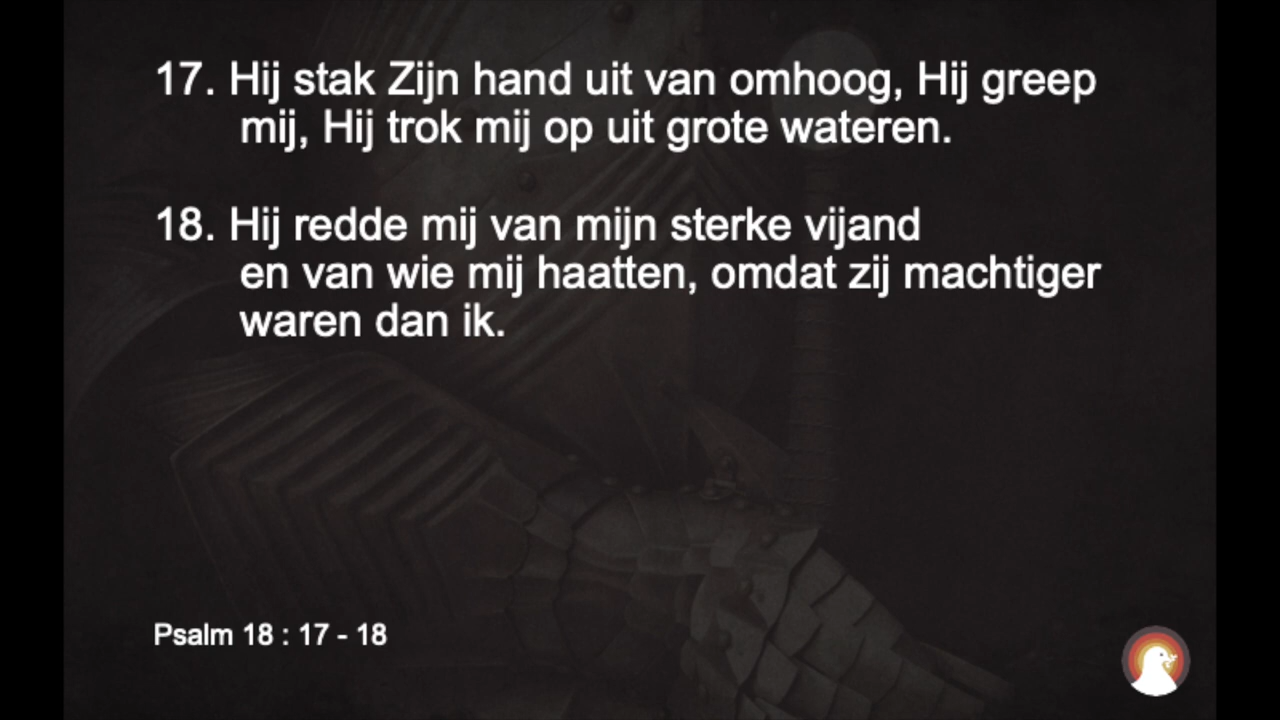 17. Hij stak Zijn hand uit van omhoog, Hij greep
mij, Hij trok mij op uit grote wateren.
18. Hij redde mij van mijn sterke vijand
en van wie mij haatten, omdat zij machtiger
waren dan ik.
Psalm 18 : 17 - 18